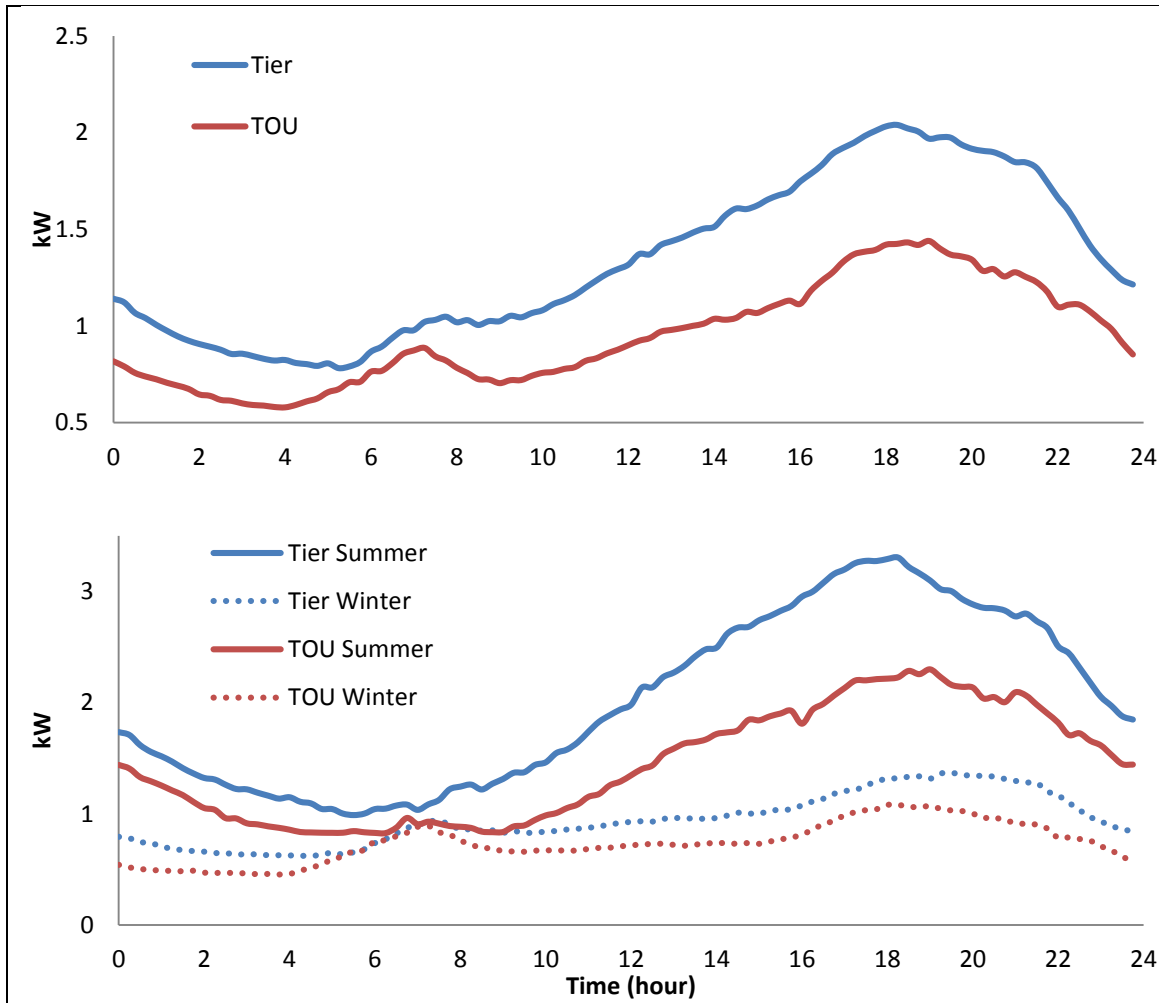 2.5
Tier
2
TOU
1.5
kW
1
0.5
0 2 4 6 8 10 12 14 16 18 20 22 24
Tier Summer
3
Tier Winter
TOU Summer
2
TOU Winter
kW
1
0
0 2 4 6 8 10 12 14 16 18 20 22 24
Time (hour)